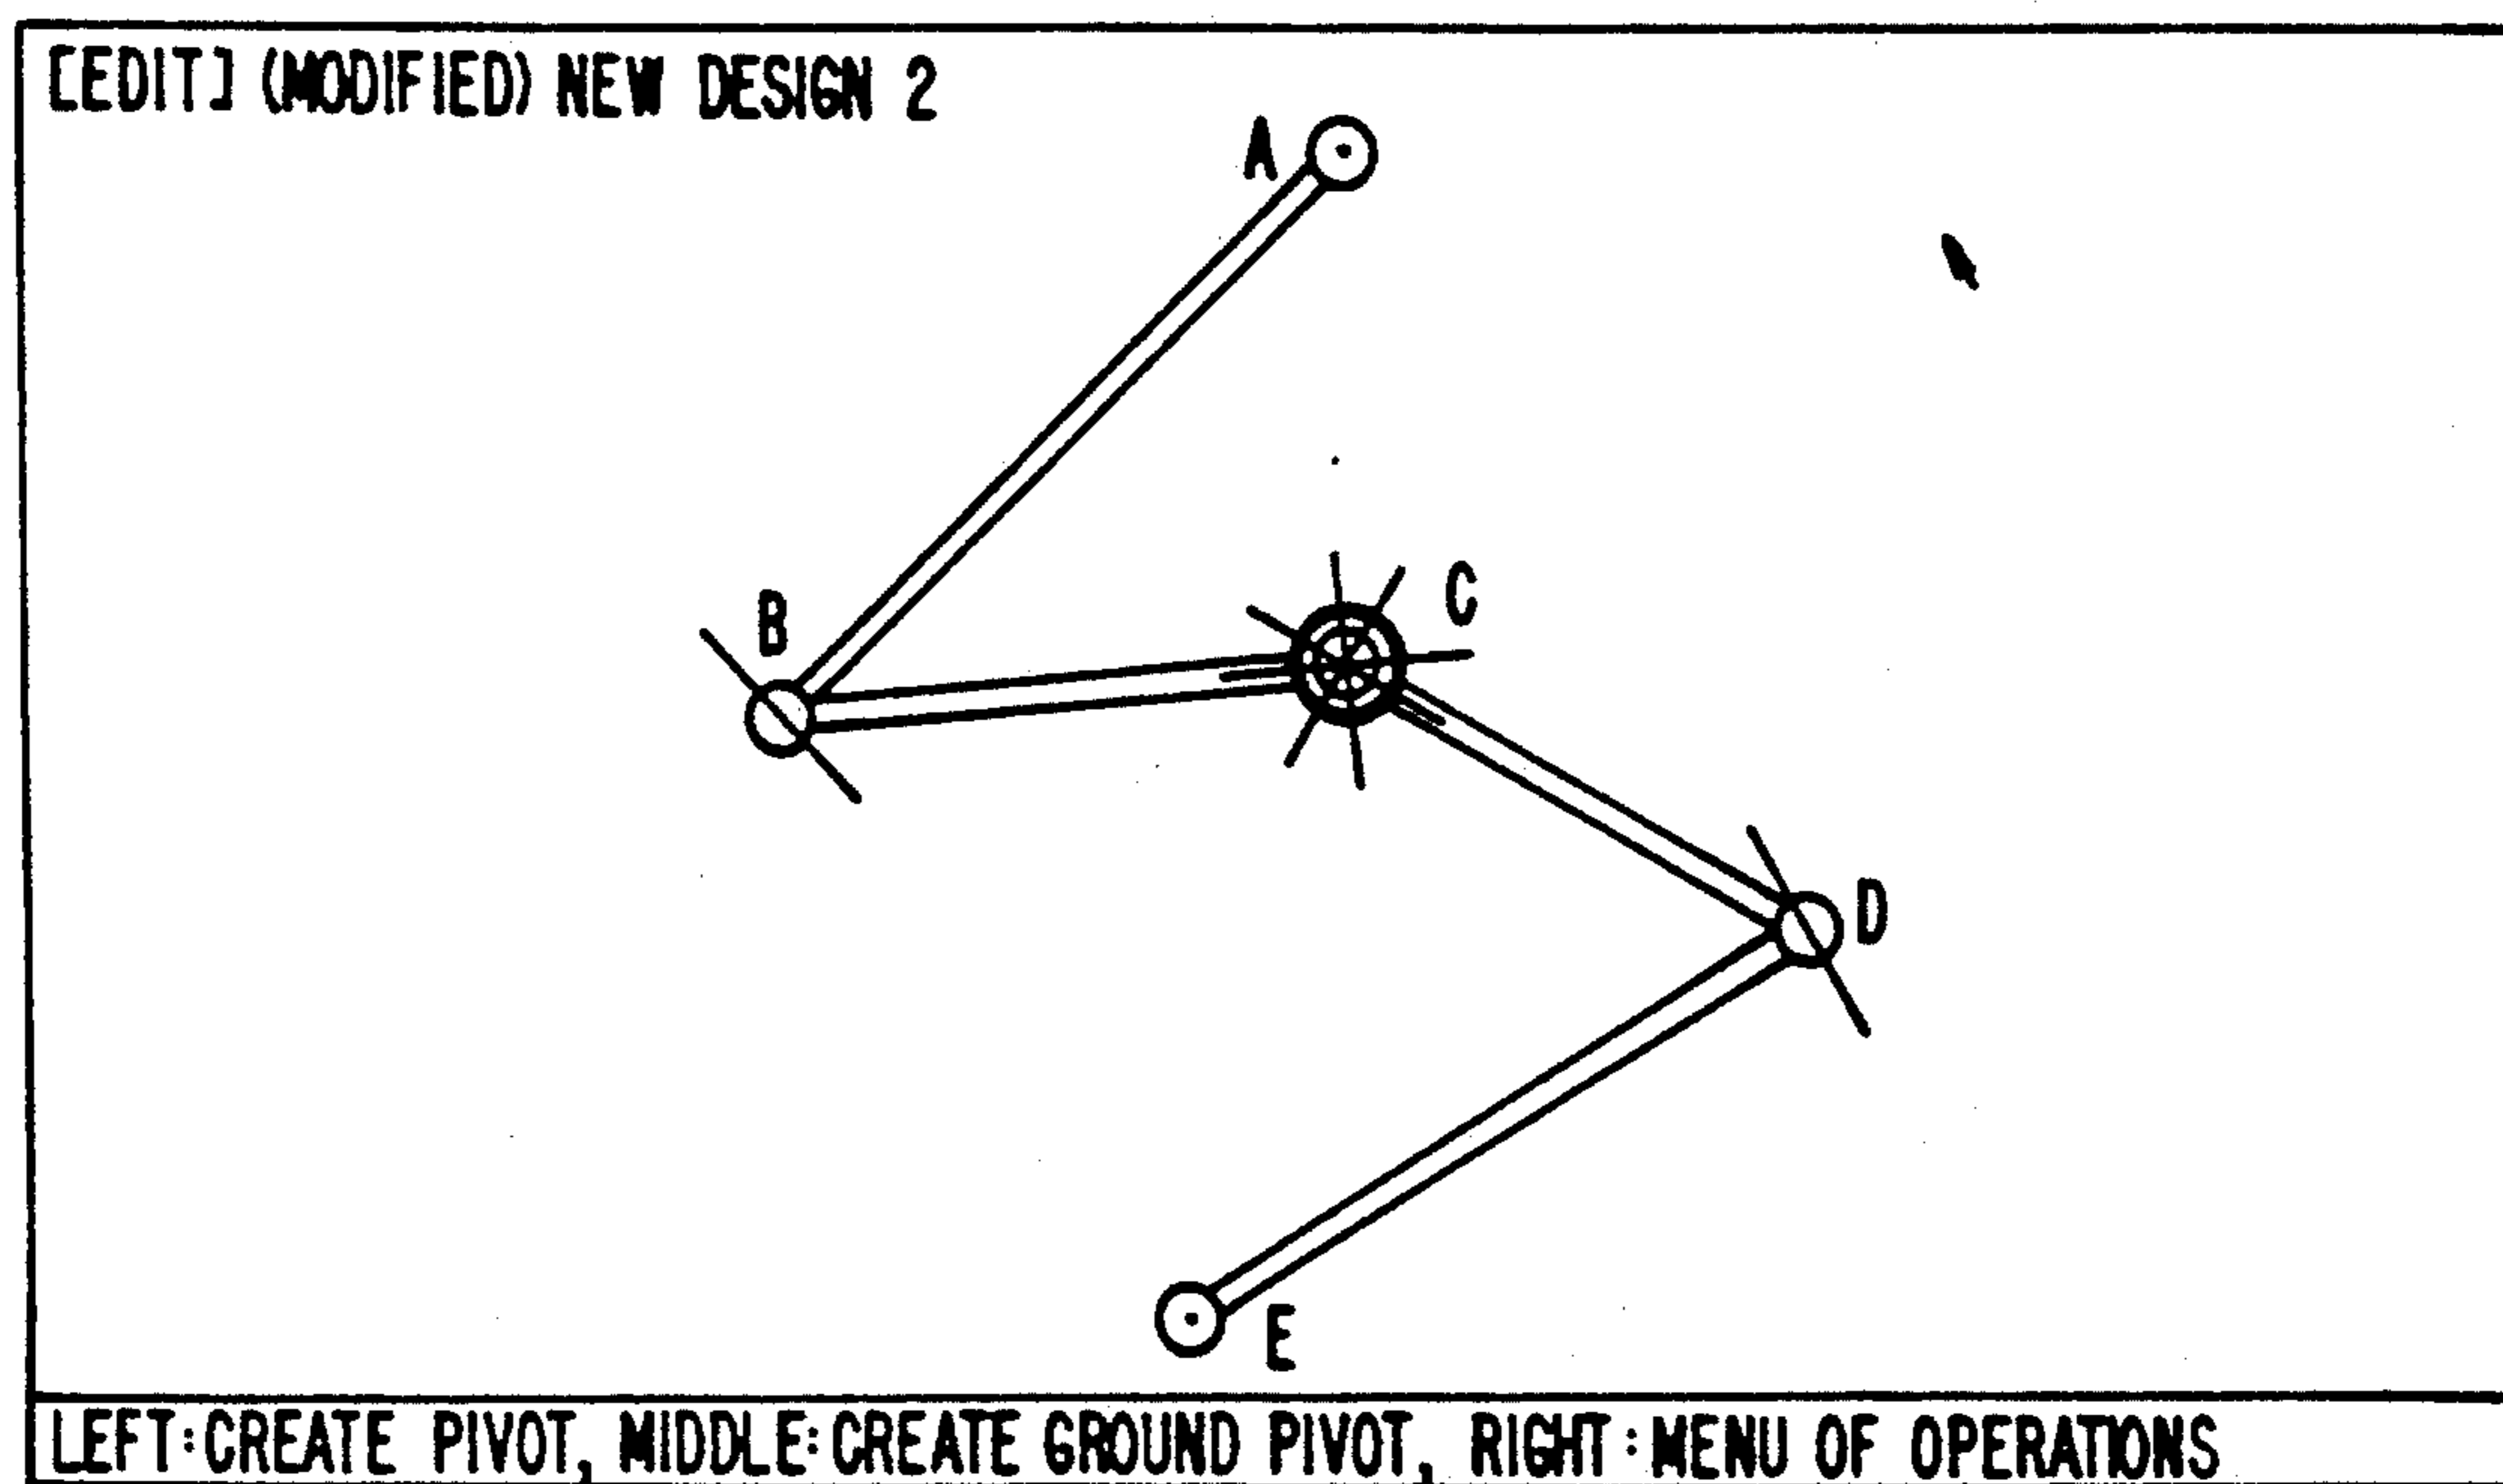 [EDIT] (MODIFIED) NEW DESIGN 2
A
B
C
D
E
LEFT:CREATE PIVOT, MIDDLE:CREATE GROUND PIVOT, RIGHT:MENU OF OPERATIONS